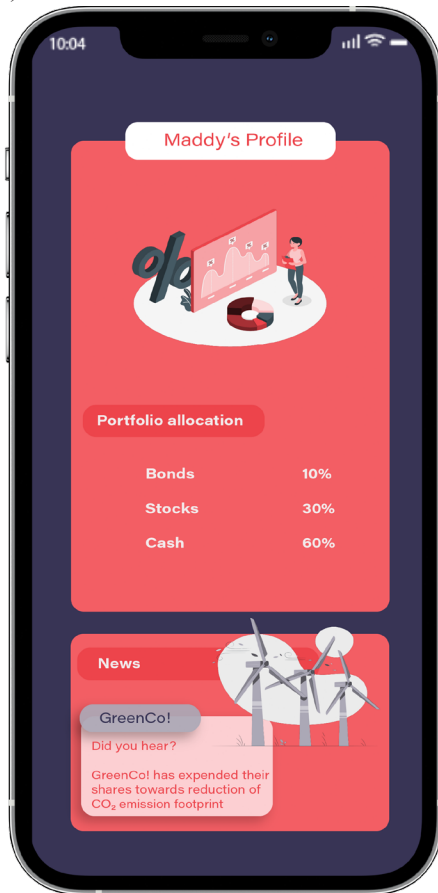 10:04
Maddy's Profile
%
Portfolio allocation
Bonds 10%
Stocks 30%
Cash 60%
News
GreenCo!
Did you hear?
GreenCo! has expended their
shares towards reduction of
CO₂ emission footprint